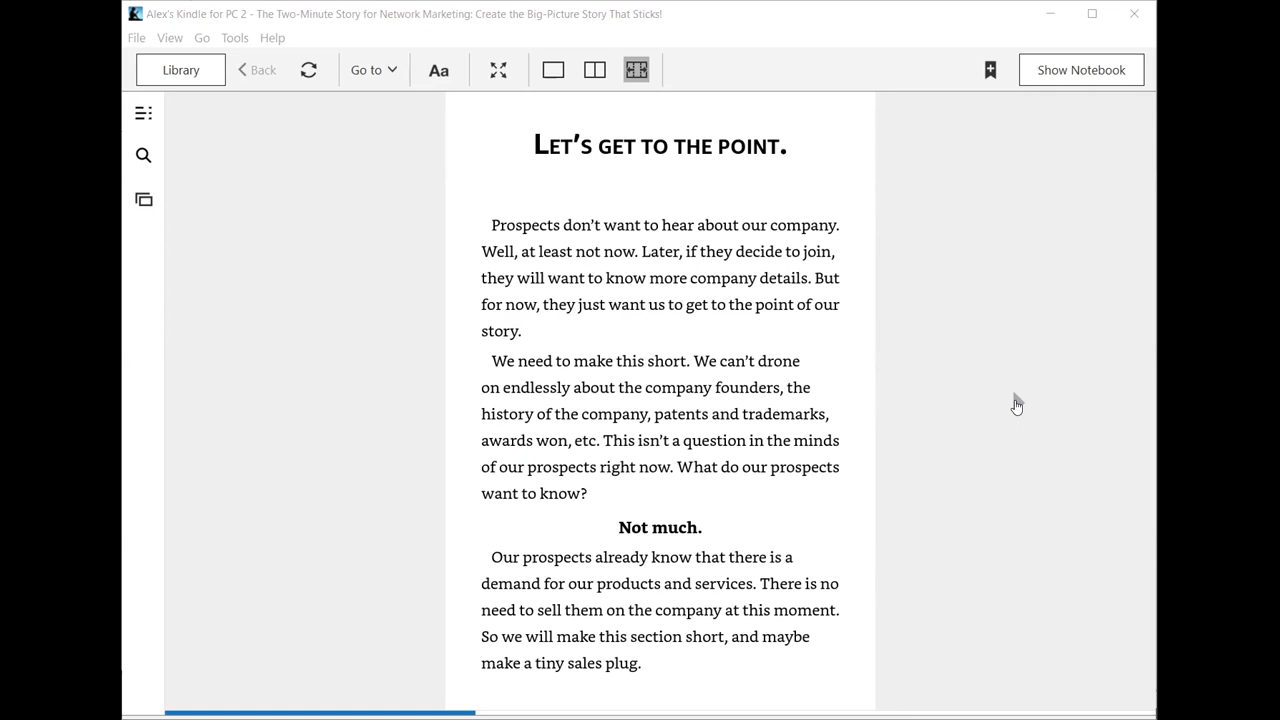 Alex's Kindle for PC 2 - The Two-Minute Story for Network Marketing: Create the Big-Picture Story That Sticks!
File View Go Tools Help
Library Back Go to Aa Show Notebook
LET'S GET TO THE POINT.
Prospects don't want to hear about our company.
Well, at least not now. Later, if they decide to join,
they will want to know more company details. But
for now, they just want us to get to the point of our
story.
We need to make this short. We can't drone
on endlessly about the company founders, the
history of the company, patents and trademarks,
awards won, etc. This isn't a question in the minds
of our prospects right now. What do our prospects
want to know?
Not much.
Our prospects already know that there is a
demand for our products and services. There is no
need to sell them on the company at this moment.
So we will make this section short, and maybe
make a tiny sales plug.